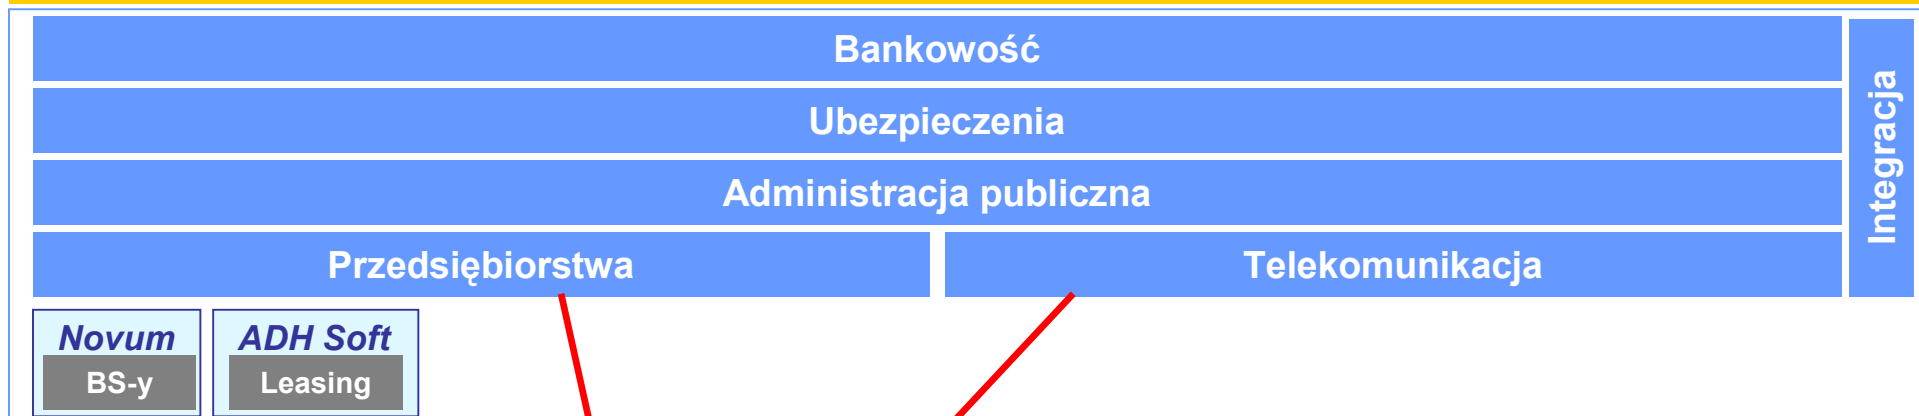 Bankowość
Ubezpieczenia
Administracja publiczna
Przedsiębiorstwa
Telekomunikacja
Integracja
Novum
BS-y
ADH Soft
Leasing